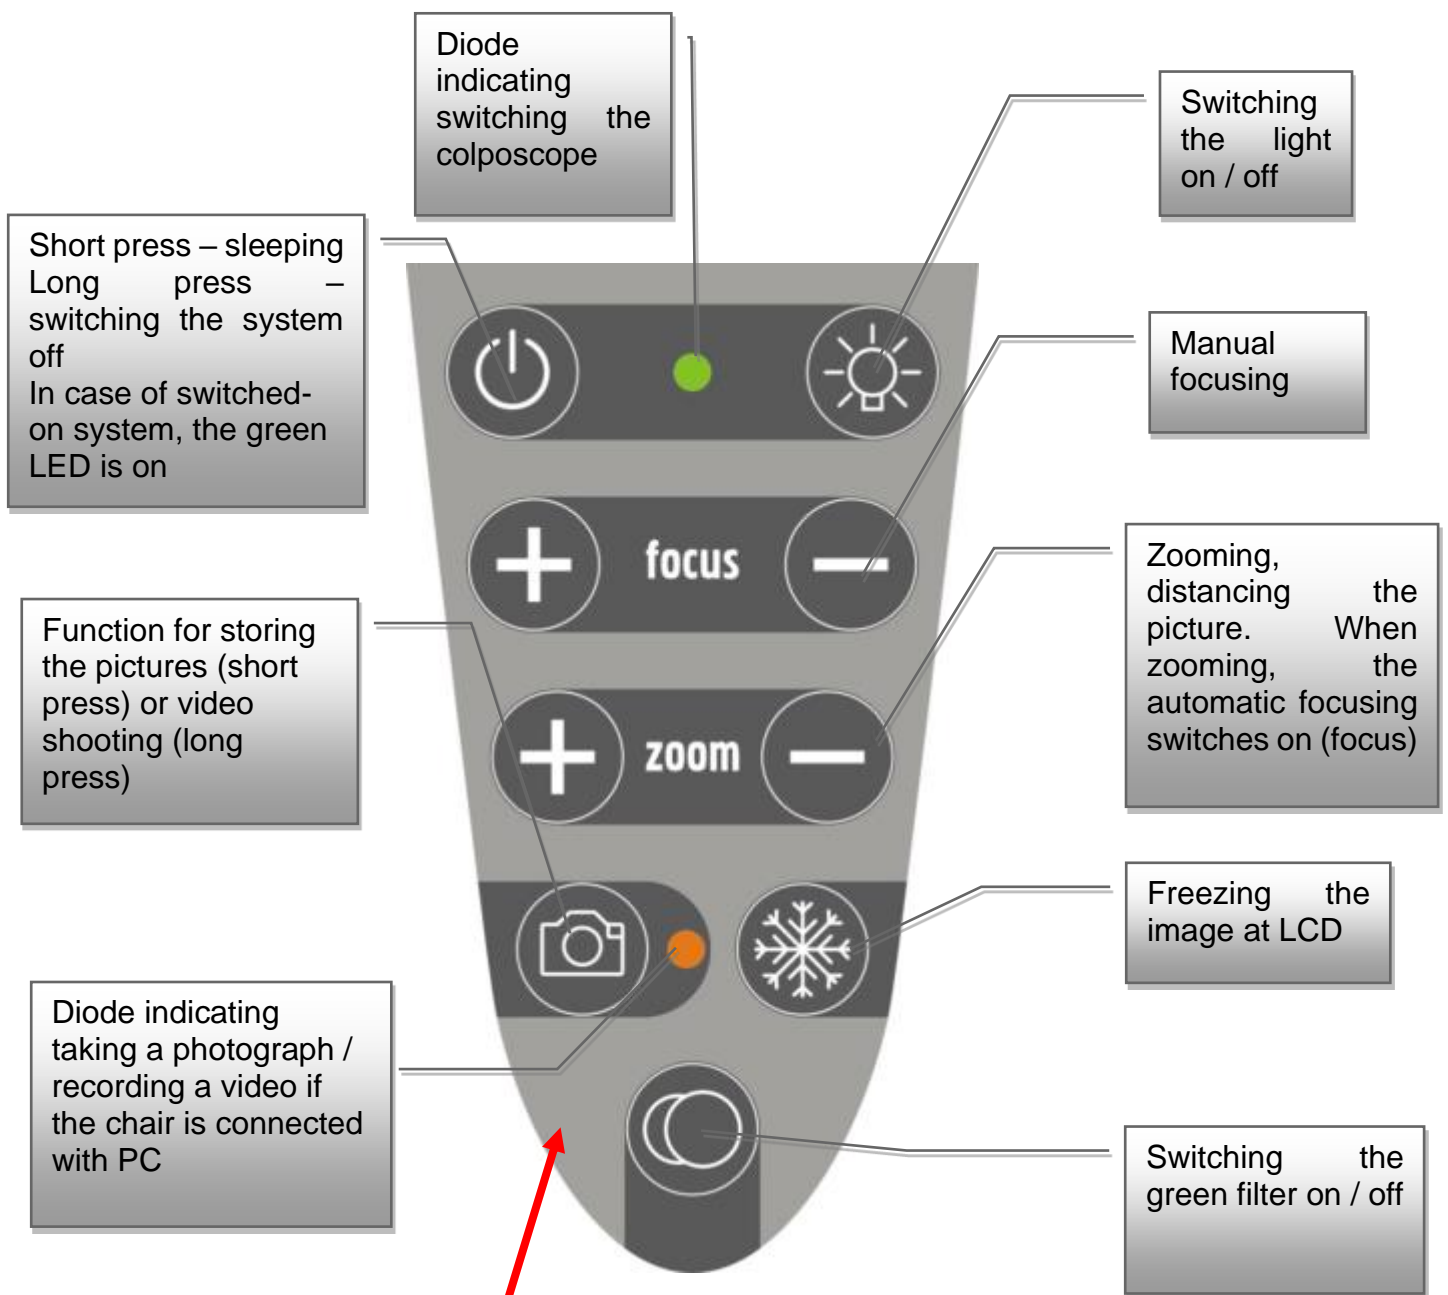 Diode
indicating
switching the
colposcope
Switching
the light
on / off
Short press – sleeping
Long press –
switching the system
off
In case of switched-
on system, the green
LED is on
Manual
focusing
focus
Zooming,
distancing the
picture. When
zooming, the
automatic focusing
switches on (focus)
Function for storing
the pictures (short
press) or video
shooting (long
press)
zoom
Freezing the
image at LCD
Diode indicating
taking a photograph /
recording a video if
the chair is connected
with PC
Switching the
green filter on / off